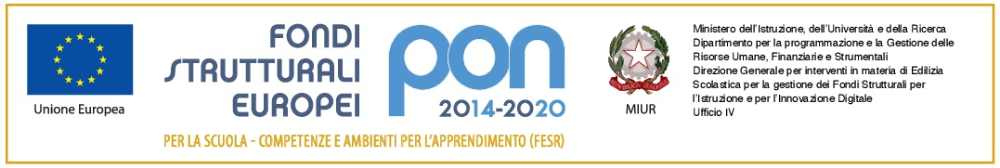 Unione Europea
FONDI
STRUTTURALI
EUROPEI
pon
2014-2020
PER LA SCUOLA - COMPETENZE E AMBIENTI PER L'APPRENDIMENTO (FESR)
MIUR
Ministero dell'Istruzione, dell'Università e della Ricerca
Dipartimento per la programmazione e la Gestione delle
Risorse Umane, Finanziarie e Strumentali
Direzione Generale per interventi in materia di Edilizia
Scolastica per la gestione dei Fondi Strutturali per
l'Istruzione e per l'Innovazione Digitale
Ufficio IV